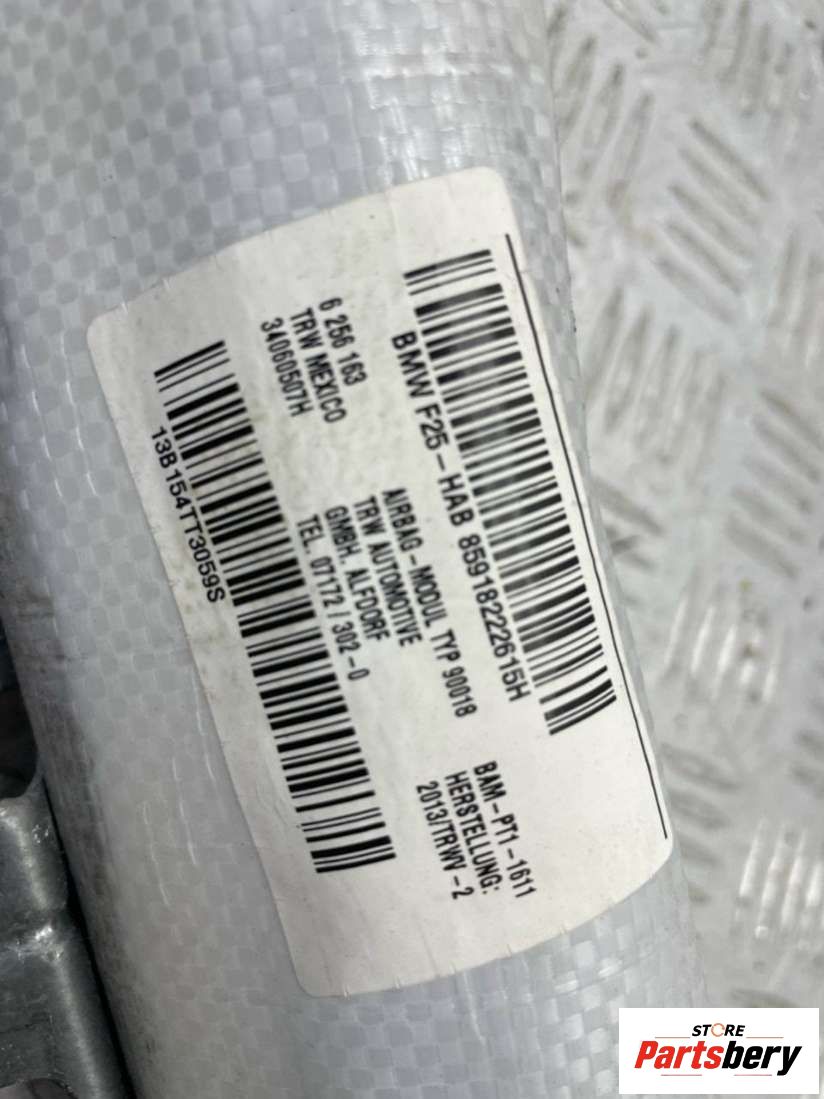 BMW F25-HAB 85918222615H
6 256 163
TRW MEXICO
34060507H
AIRBAG-MODUL TYP 90018
TRW AUTOMOTIVE
GMBH. ALFDORF
TEL. 07172/302-0
BAM-PT1-1611
HERSTELLUNG:
2013/TRWV-2
13B154TT3059S
STORE
Partsbery